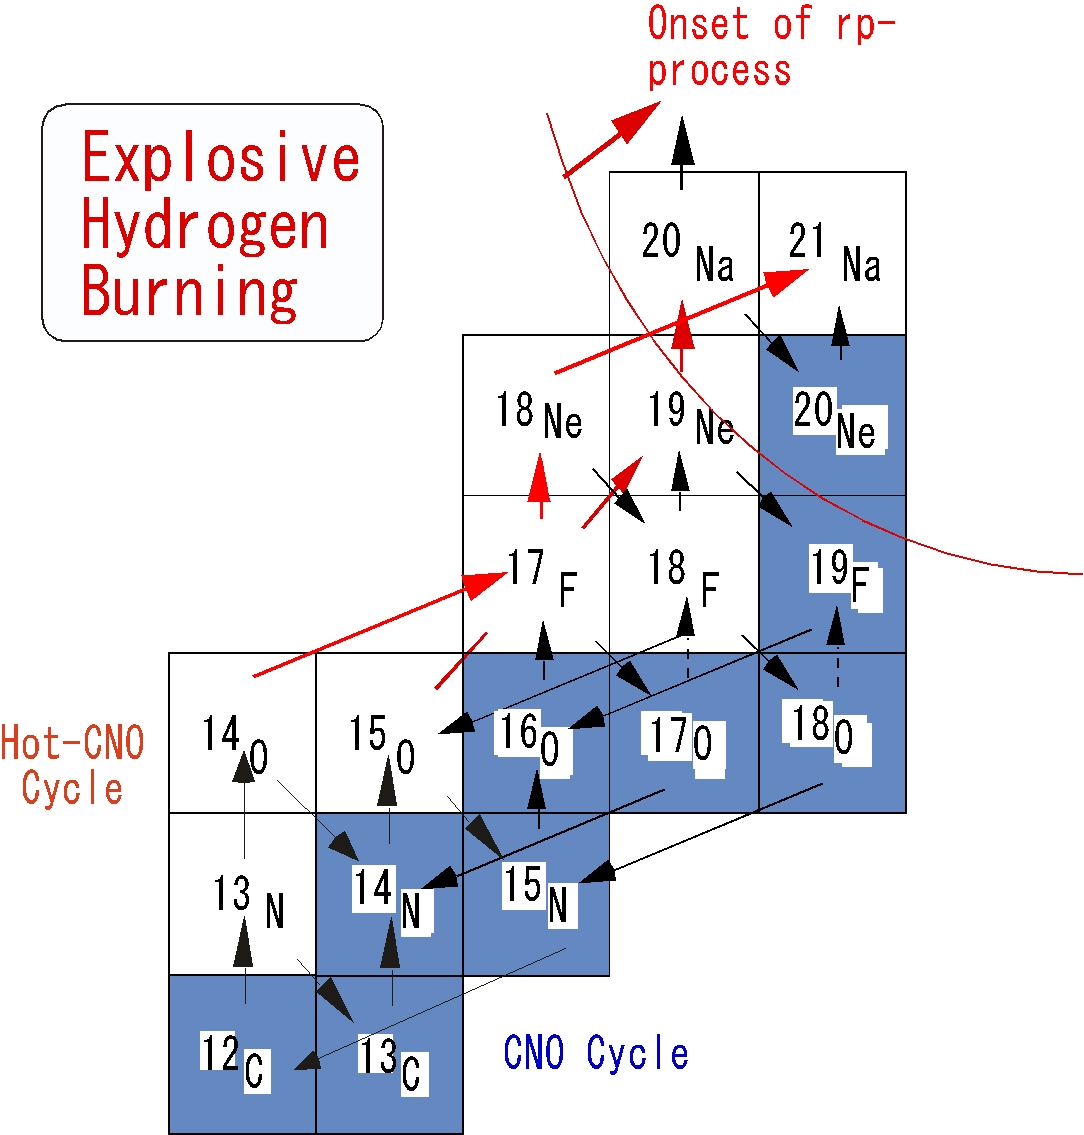 Onset of rp-
process
Explosive
Hydrogen
Burning
20 Na
21 Na
18 Ne
19 Ne
20 Ne
17 F
18 F
19 F
Hot-CNO
Cycle
14 O
15 O
16 O
17 O
18 O
13 N
14 N
15 N
12 C
13 C
CNO Cycle